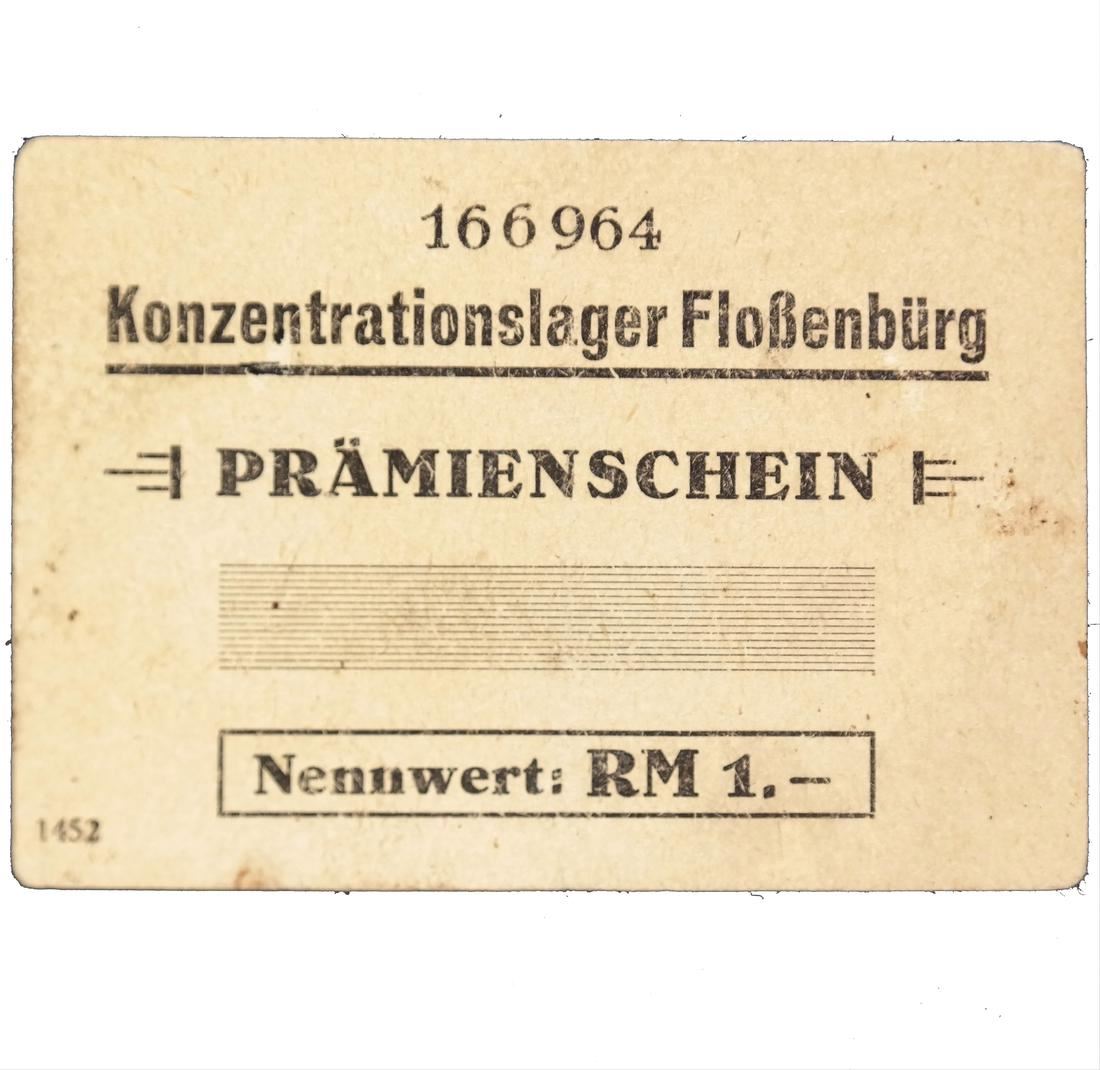 166964
Konzentrationslager Floßenbürg
PRÄMIENSCHEIN
Nennwert: RM 1.—
1452